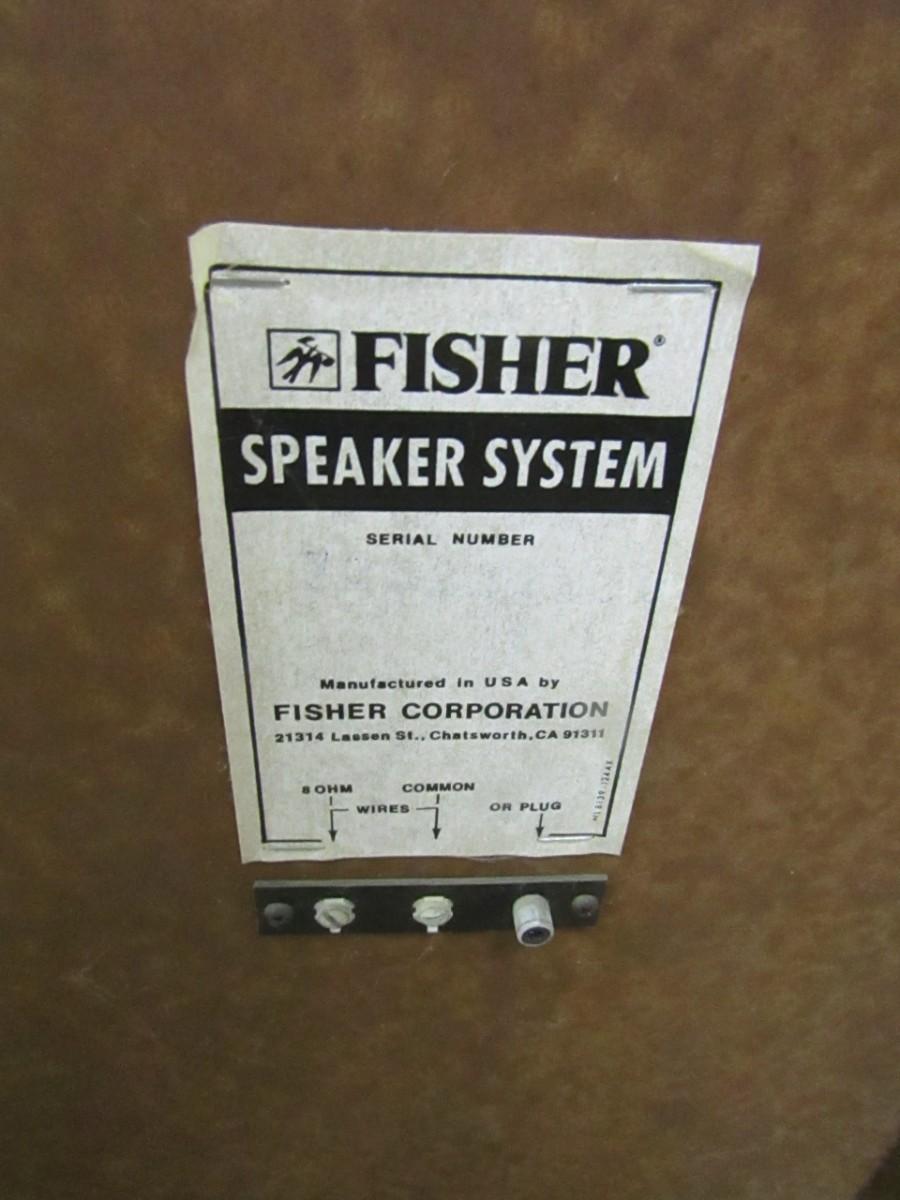 FISHER®
SPEAKER SYSTEM
SERIAL NUMBER
Manufactured in USA by
FISHER CORPORATION
21314 Lassen St., Chatsworth, CA 91311
8 OHM COMMON
WIRES OR PLUG